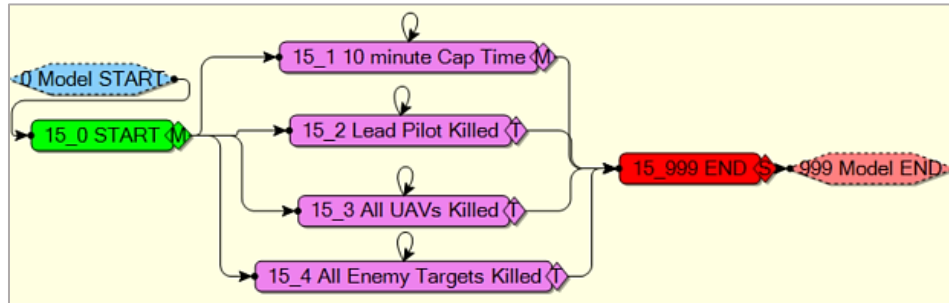 0 Model START
15_0 START M
15_1 10 minute Cap Time M
15_2 Lead Pilot Killed T
15_3 All UAVs Killed T
15_4 All Enemy Targets Killed T
15_999 END S
999 Model END